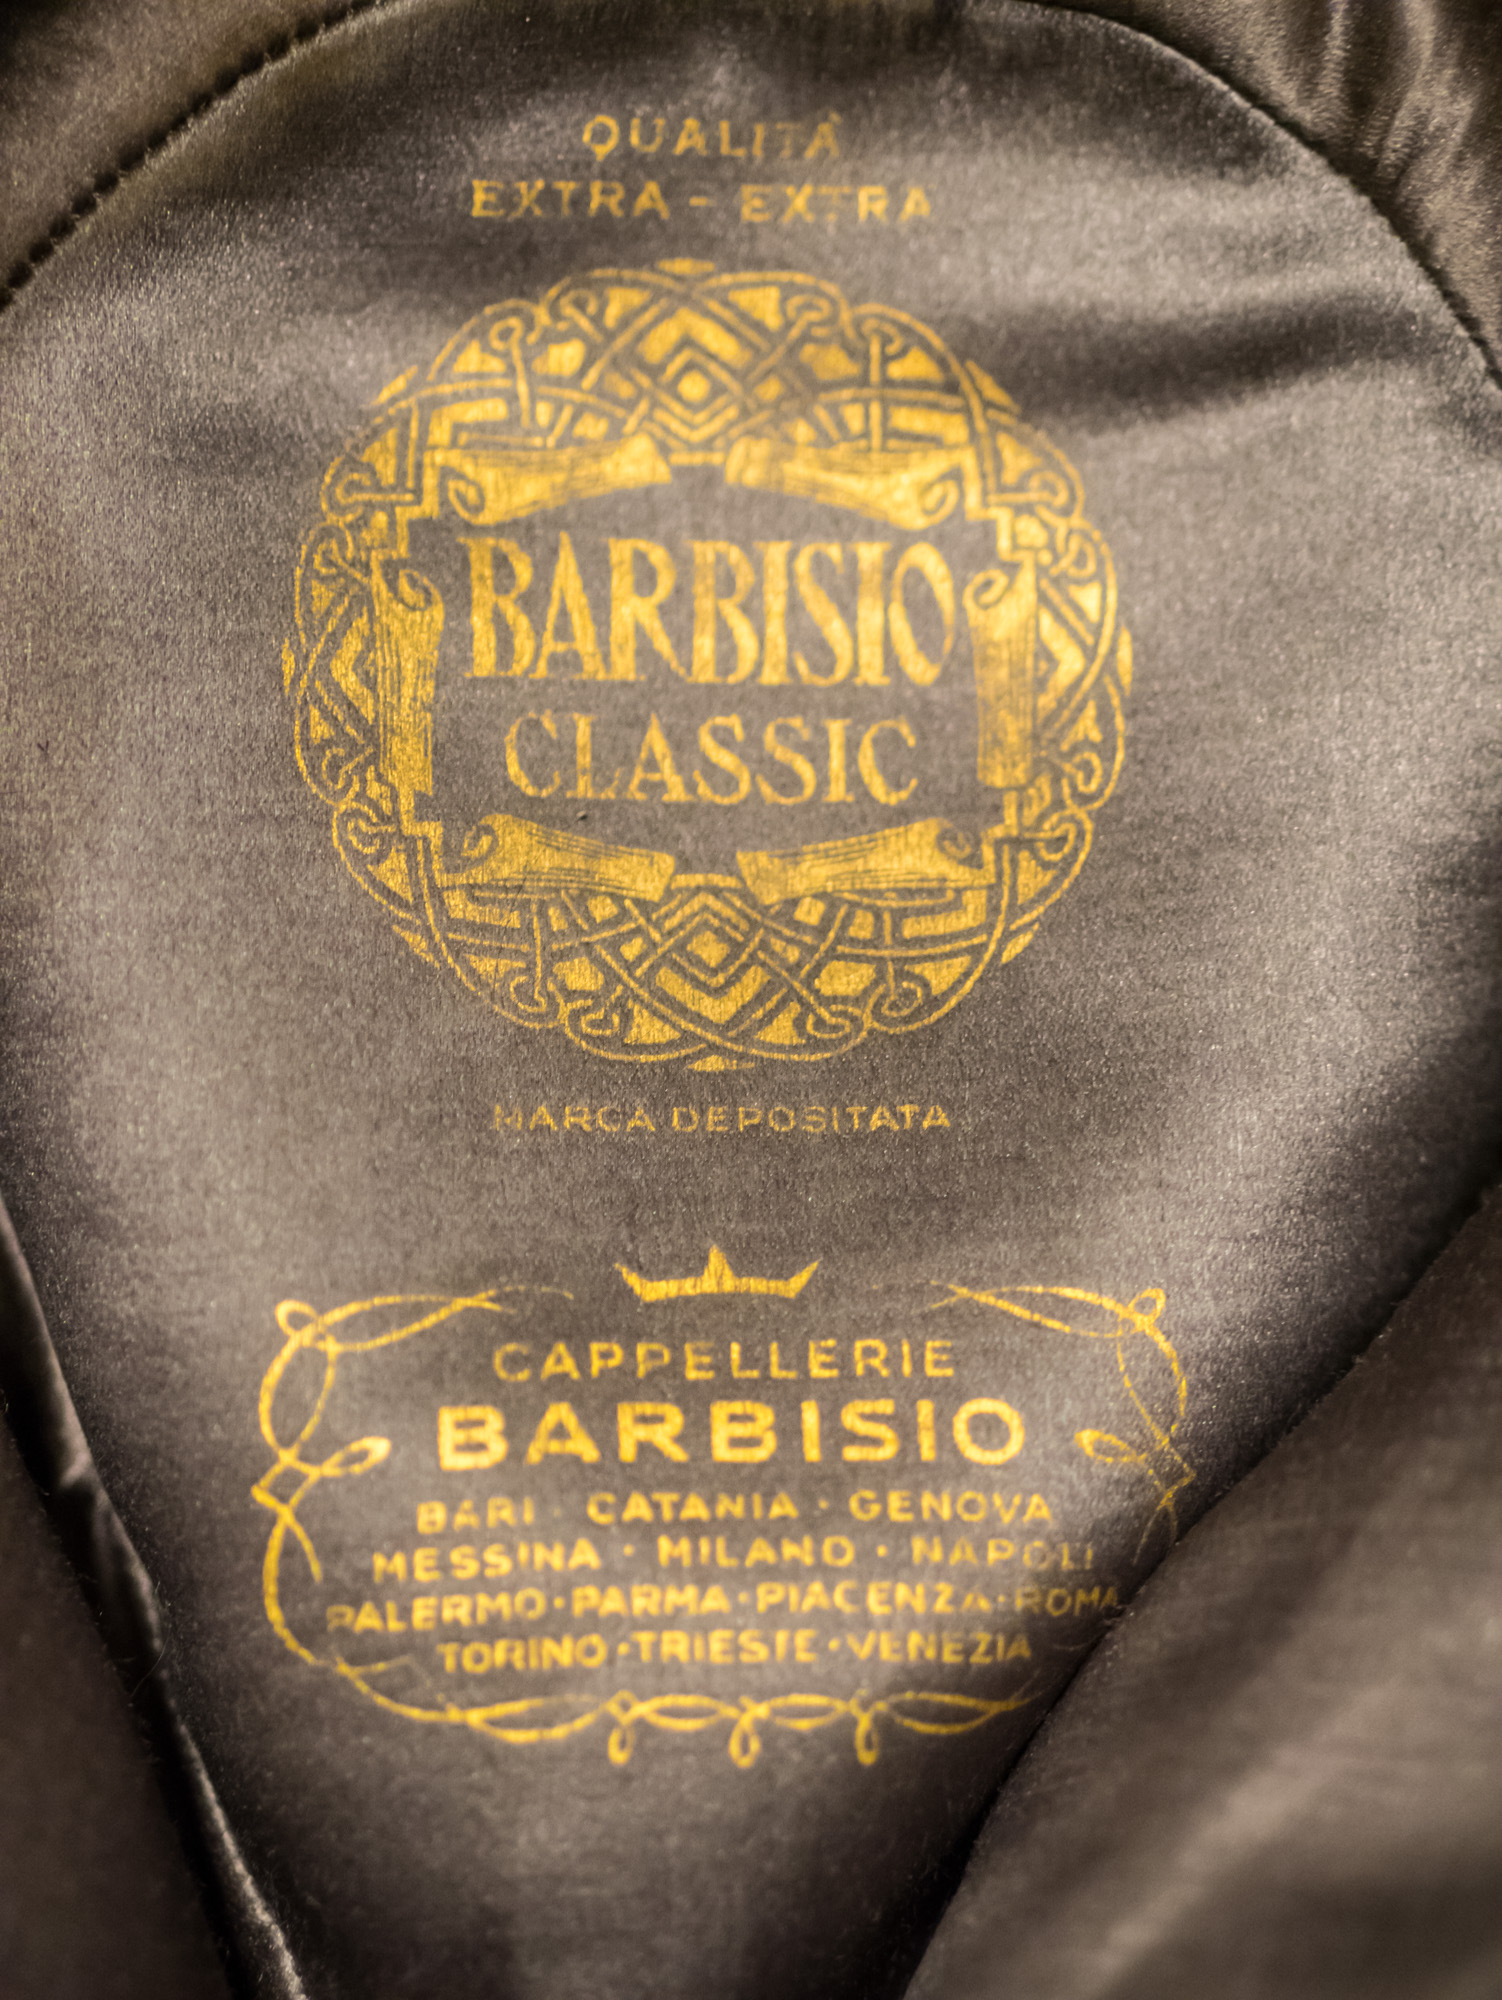 QUALITÀ
EXTRA - EXTRA
BARBISIO
CLASSIC
MARCA DEPOSITATA
CAPPELLERIE
BARBISIO
BARI · CATANIA · GENOVA
MESSINA · MILANO · NAPOLI
PALERMO · PARMA · PIACENZA · ROMA
TORINO · TRIESTE · VENEZIA